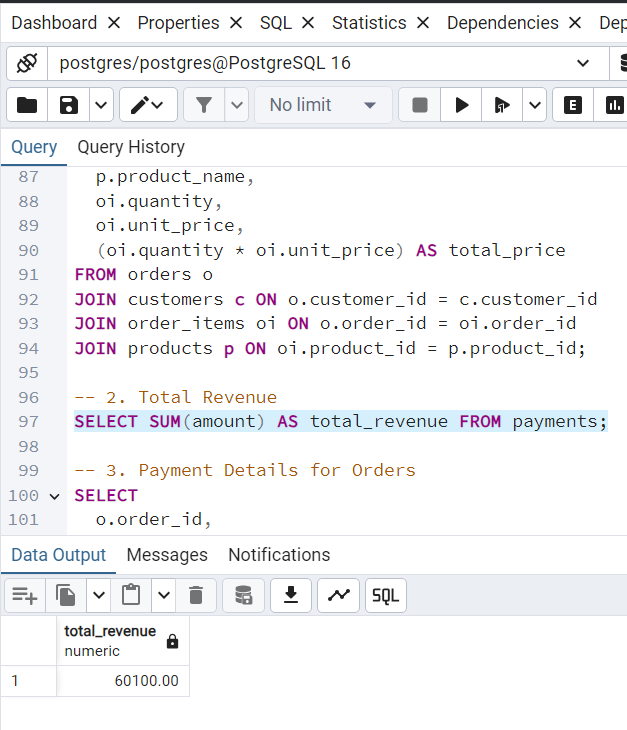 Dashboard × Properties × SQL × Statistics × Dependencies × Dep
postgres/postgres@PostgreSQL 16
No limit
E
Query Query History
87 p.product_name,
88 oi.quantity,
89 oi.unit_price,
90 (oi.quantity * oi.unit_price) AS total_price
91 FROM orders o
92 JOIN customers c ON o.customer_id = c.customer_id
93 JOIN order_items oi ON o.order_id = oi.order_id
94 JOIN products p ON oi.product_id = p.product_id;
95
96 -- 2. Total Revenue
97 SELECT SUM(amount) AS total_revenue FROM payments;
98
99 -- 3. Payment Details for Orders
100 SELECT
101 o.order_id,
Data Output Messages Notifications
SQL
total_revenue
numeric
1 60100.00